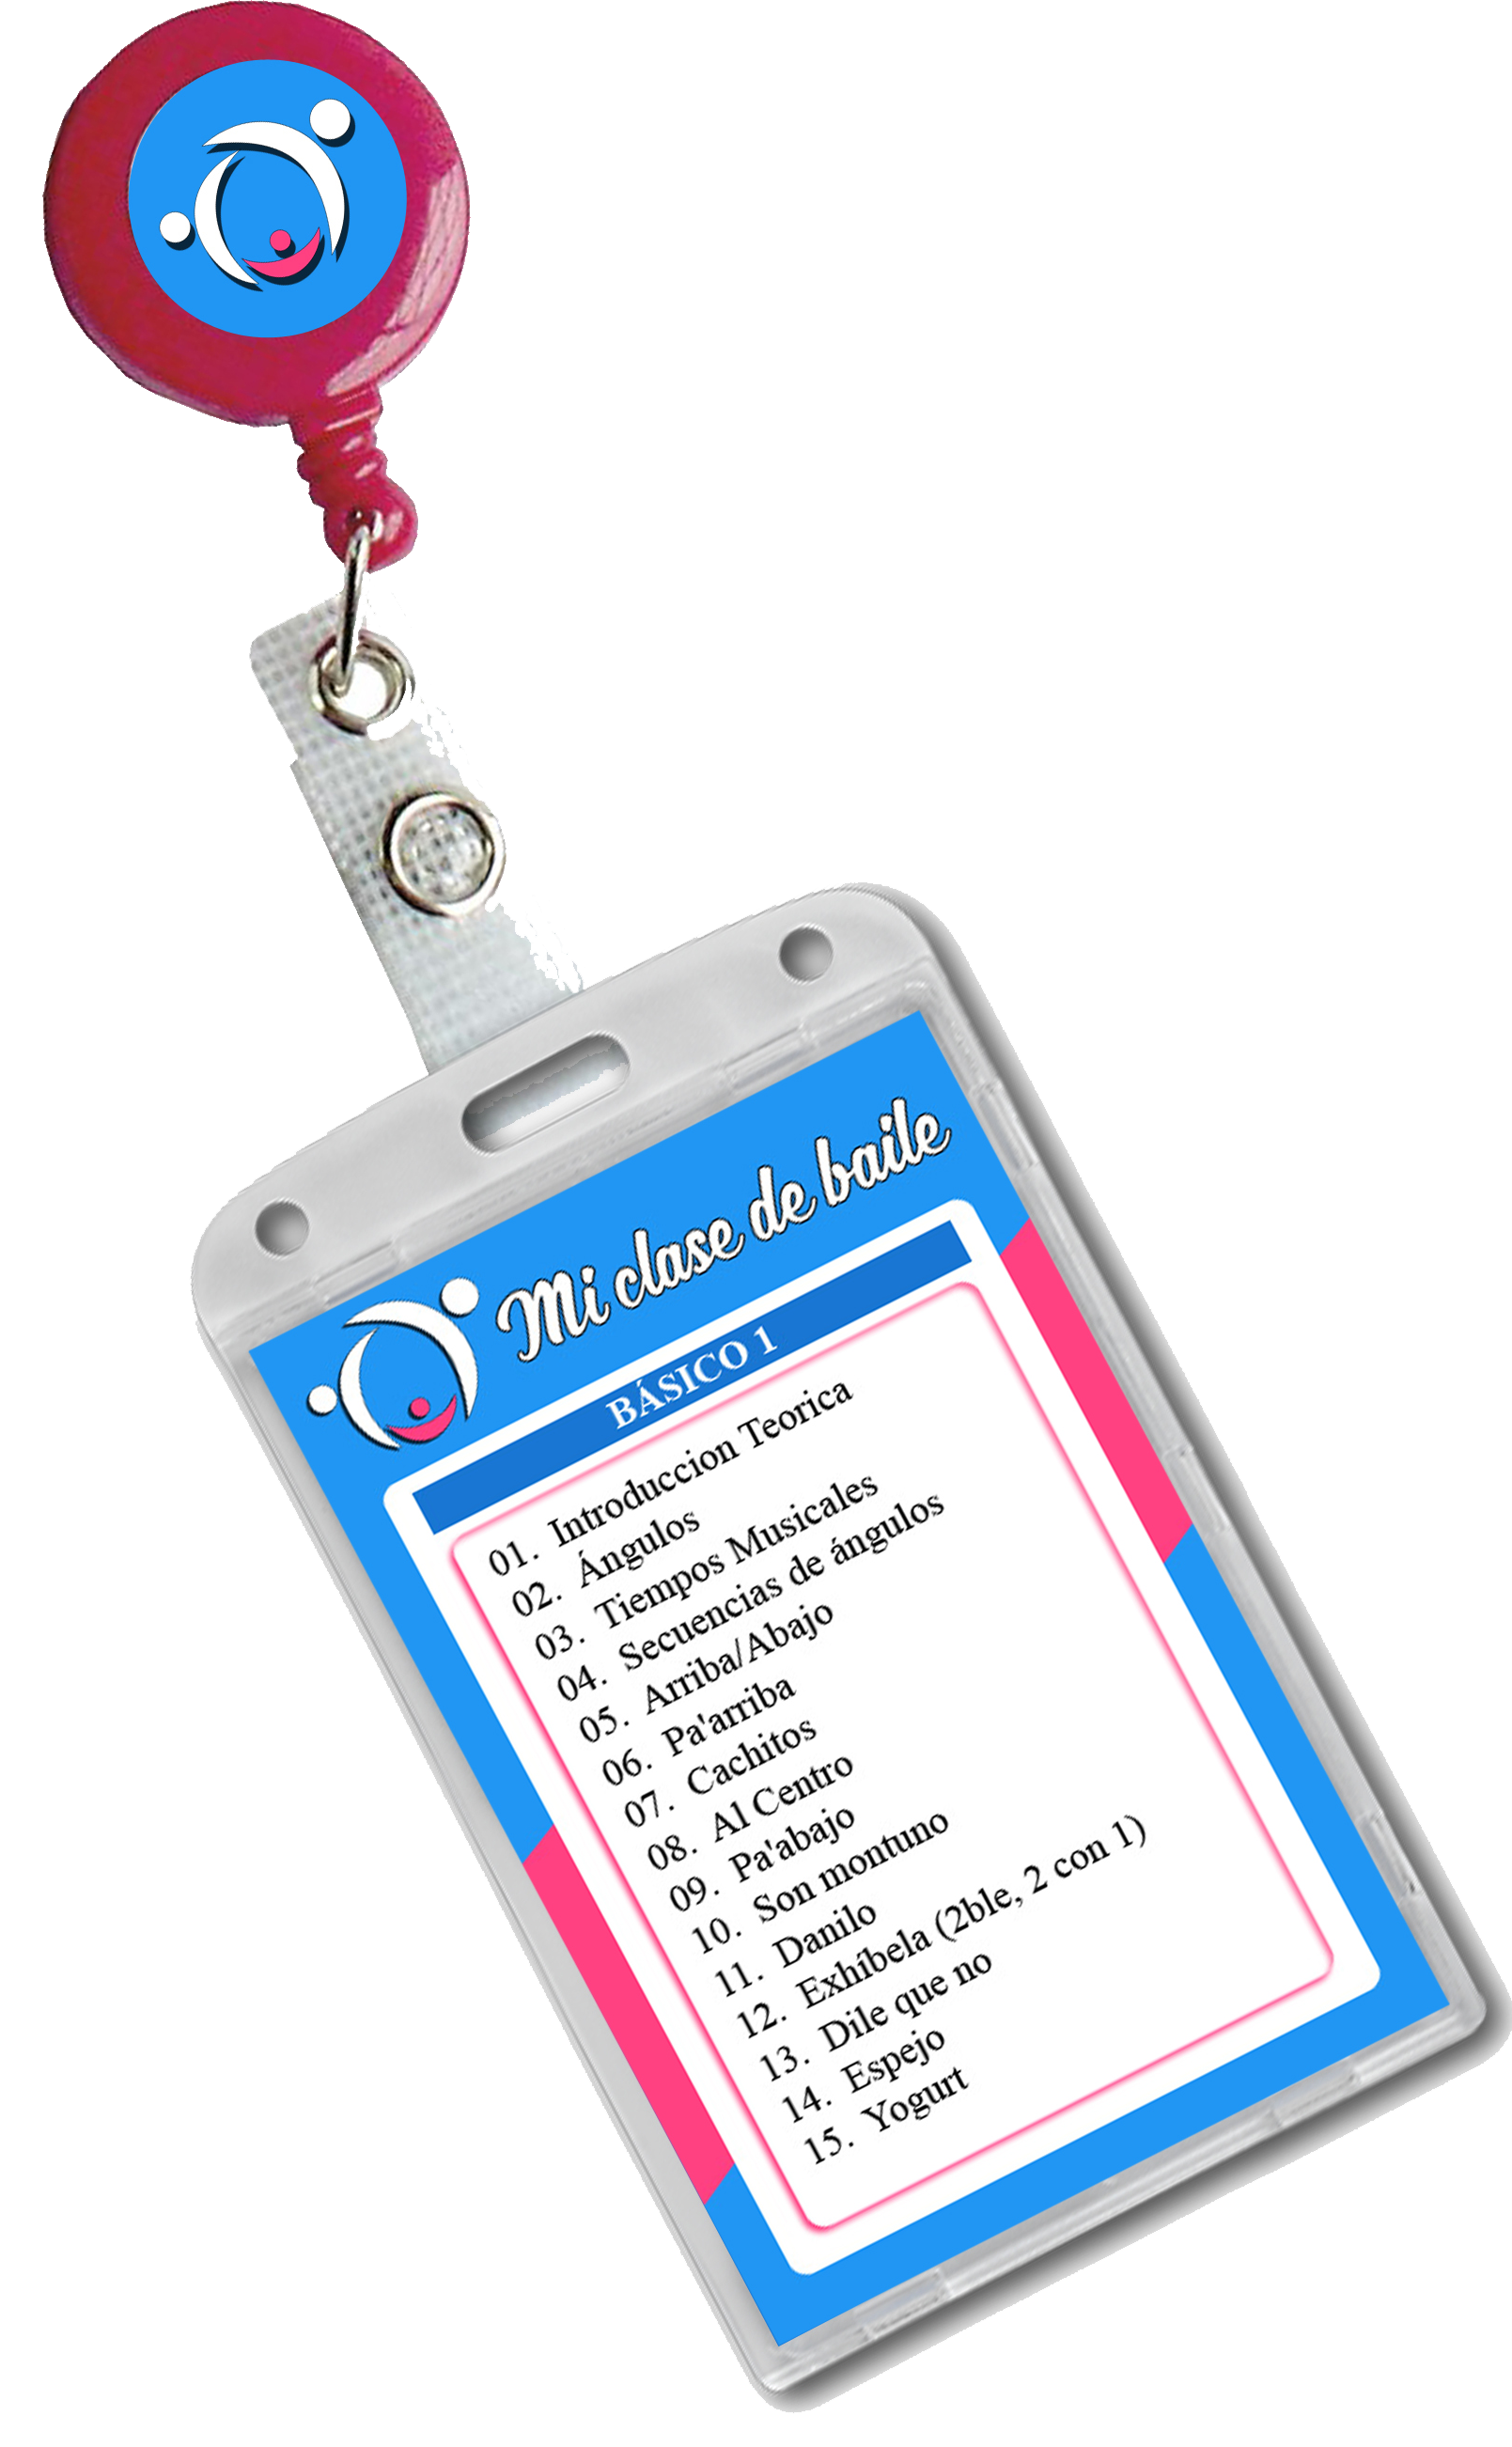 Mi clase de baile
BÁSICO 1
01. Introduccion Teorica
02. Ángulos
03. Tiempos Musicales
04. Secuencias de ángulos
05. Arriba/Abajo
06. Pa'arriba
07. Cachitos
08. Al Centro
09. Pa'abajo
10. Son montuno
11. Danilo
12. Exhíbela (2ble, 2 con 1)
13. Dile que no
14. Espejo
15. Yogurt